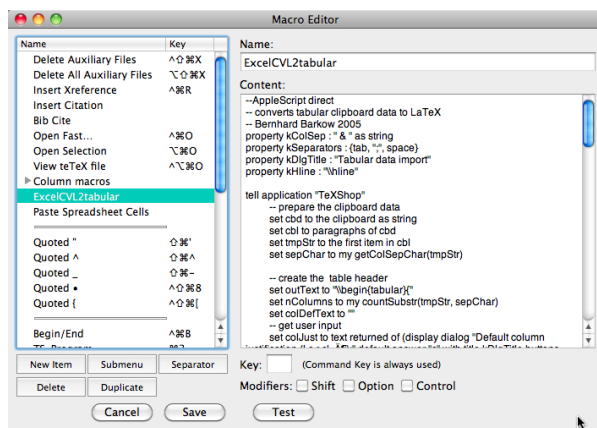 Macro Editor
Name Key
Delete Auxiliary Files ^⇧⌘X
Delete All Auxiliary Files ⌥⇧⌘X
Insert Xreference ^⌘R
Insert Citation
Bib Cite
Open Fast... ^⌘O
Open Selection ⌥⌘O
View teTeX file ^⌥⌘O
Column macros
ExcelCVL2tabular
Paste Spreadsheet Cells
Quoted " ⇧⌘'
Quoted ^ ⇧⌘^
Quoted _ ⇧⌘-
Quoted • ^⇧⌘8
Quoted { ^⇧⌘[
Begin/End ^⌘B
New Item Submenu Separator
Delete Duplicate
Cancel Save
Name:
ExcelCVL2tabular
Content:
--AppleScript direct
-- converts tabular clipboard data to LaTeX
-- Bernhard Barkow 2005
property kColSep : " & " as string
property kSeparators : {tab, ";", space}
property kDlgTitle : "Tabular data import"
property kHline : "\\hline"
tell application "TeXShop"
-- prepare the clipboard data
set cbd to the clipboard as string
set cbl to paragraphs of cbd
set tmpStr to the first item in cbl
set sepChar to my getColSepChar(tmpStr)
-- create the table header
set outText to "\\begin{tabular}{"
set nColumns to my countSubstr(tmpStr, sepChar)
set colDefText to ""
-- get user input
set colJust to text returned of (display dialog "Default column
Key: (Command Key is always used)
Modifiers: Shift Option Control
Test